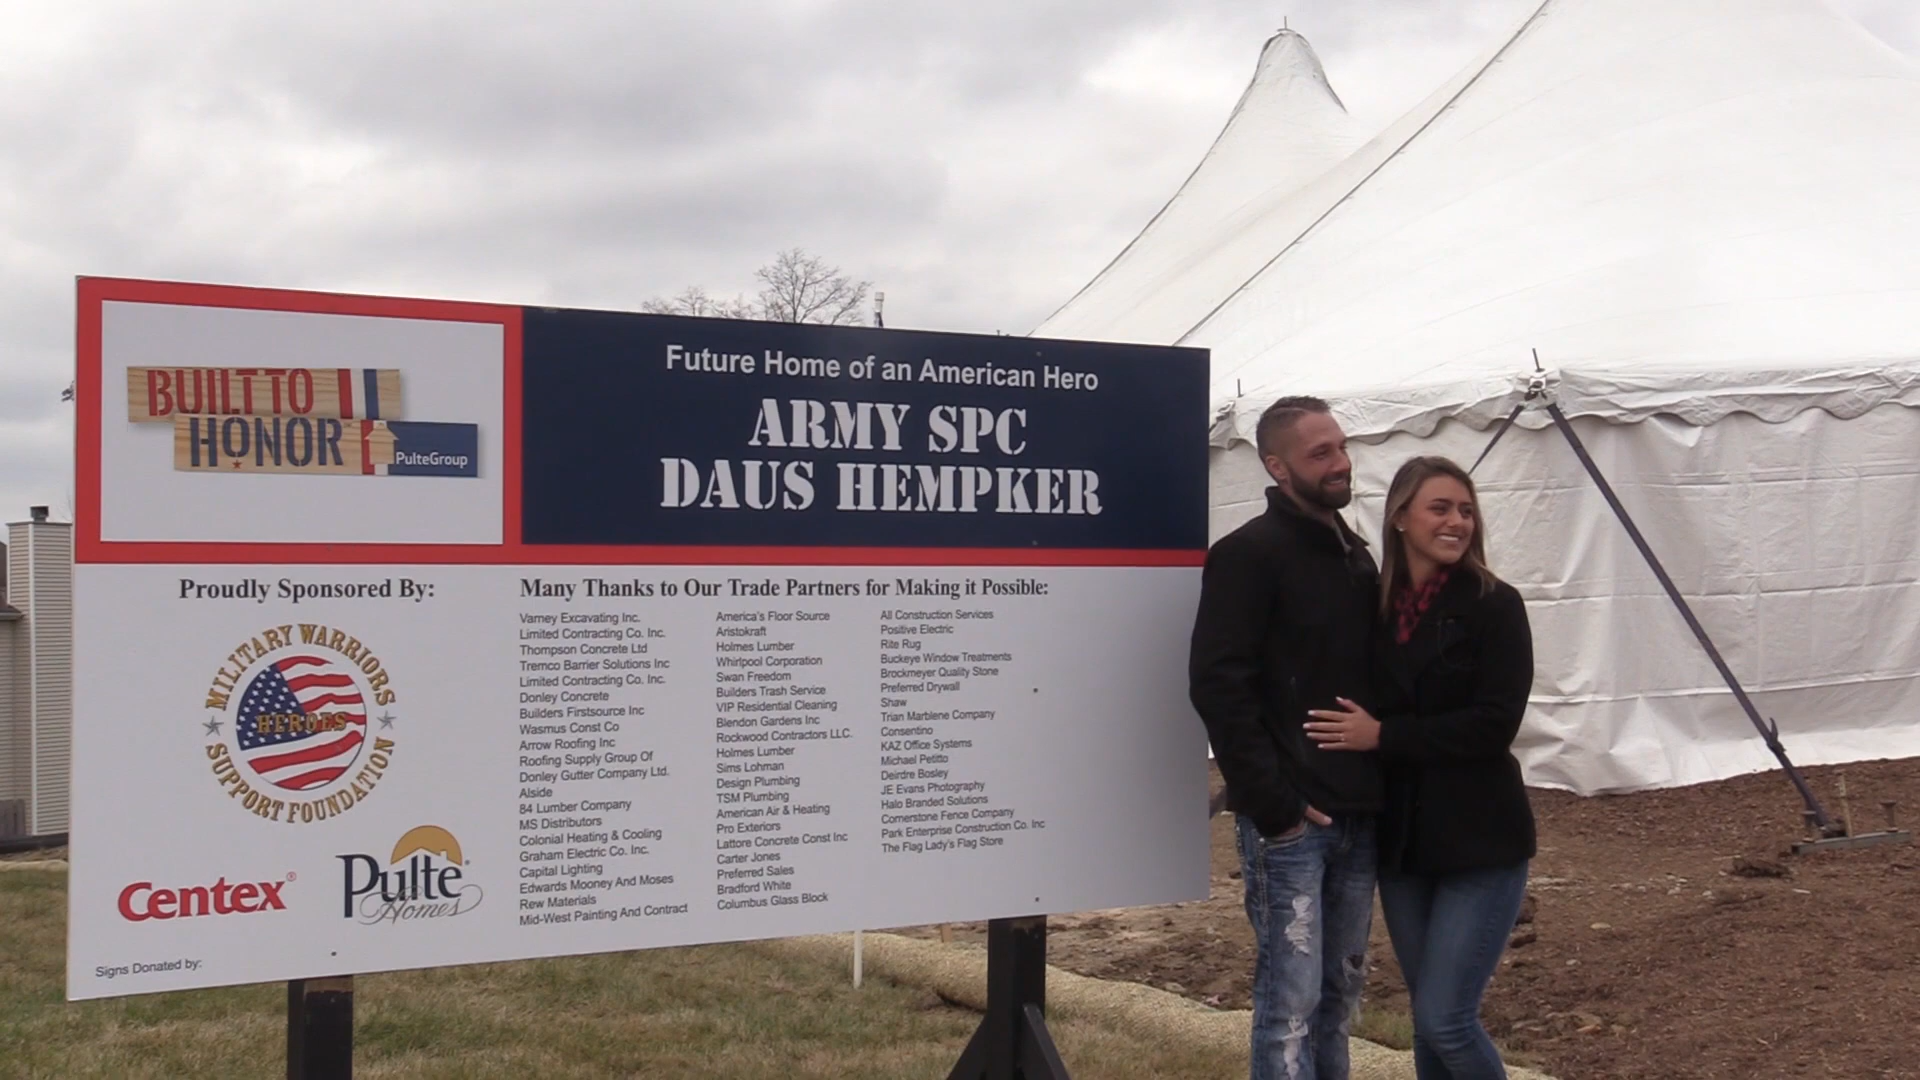 BUILT TO
HONOR
PulteGroup
Future Home of an American Hero
ARMY SPC
DAUS HEMPKER
Proudly Sponsored By:
MILITARY WARRIORS
HEROES
SUPPORT FOUNDATION
Centex®
Pulte
Homes
Signs Donated by:
Many Thanks to Our Trade Partners for Making it Possible:
Varney Excavating Inc.
Limited Contracting Co. Inc.
Thompson Concrete Ltd
Tremco Barrier Solutions Inc
Limited Contracting Co. Inc.
Donley Concrete
Builders Firstsource Inc
Wasmus Const Co
Arrow Roofing Inc
Roofing Supply Group Of
Donley Gutter Company Ltd.
Alside
84 Lumber Company
MS Distributors
Colonial Heating & Cooling
Graham Electric Co. Inc.
Capital Lighting
Edwards Mooney And Moses
Rew Materials
Mid-West Painting And Contract
America's Floor Source
Aristokraft
Holmes Lumber
Whirlpool Corporation
Swan Freedom
Builders Trash Service
VIP Residential Cleaning
Blendon Gardens Inc
Rockwood Contractors LLC.
Holmes Lumber
Sims Lohman
Design Plumbing
TSM Plumbing
American Air & Heating
Pro Exteriors
Lattore Concrete Const Inc
Carter Jones
Preferred Sales
Bradford White
Columbus Glass Block
All Construction Services
Positive Electric
Rite Rug
Buckeye Window Treatments
Brockmeyer Quality Stone
Preferred Drywall
Shaw
Trian Marblene Company
Consentino
KAZ Office Systems
Michael Petitto
Deirdre Bosley
JE Evans Photography
Halo Branded Solutions
Cornerstone Fence Company
Park Enterprise Construction Co. Inc
The Flag Lady's Flag Store